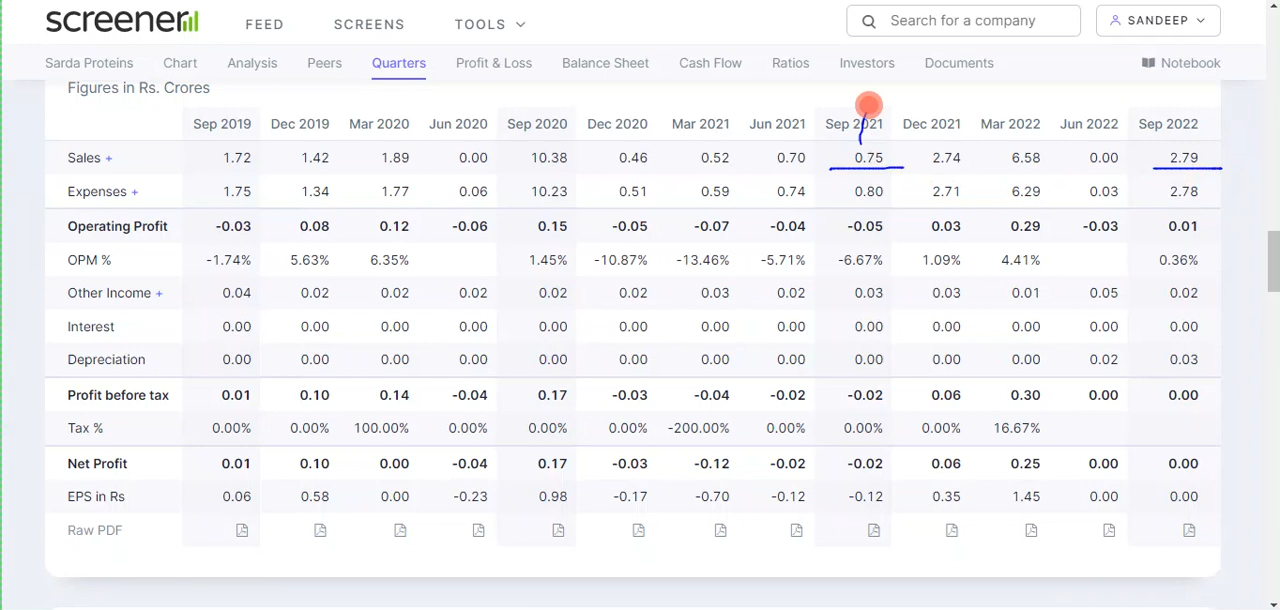 screener
FEED SCREENS TOOLS
Search for a company
SANDEEP
Sarda Proteins Chart Analysis Peers Quarters Profit & Loss Balance Sheet Cash Flow Ratios Investors Documents Notebook
Figures in Rs. Crores
Sep 2019 Dec 2019 Mar 2020 Jun 2020 Sep 2020 Dec 2020 Mar 2021 Jun 2021 Sep 2021 Dec 2021 Mar 2022 Jun 2022 Sep 2022
Sales + 1.72 1.42 1.89 0.00 10.38 0.46 0.52 0.70 0.75 2.74 6.58 0.00 2.79
Expenses + 1.75 1.34 1.77 0.06 10.23 0.51 0.59 0.74 0.80 2.71 6.29 0.03 2.78
Operating Profit -0.03 0.08 0.12 -0.06 0.15 -0.05 -0.07 -0.04 -0.05 0.03 0.29 -0.03 0.01
OPM % -1.74% 5.63% 6.35% 1.45% -10.87% -13.46% -5.71% -6.67% 1.09% 4.41% 0.36%
Other Income + 0.04 0.02 0.02 0.02 0.02 0.02 0.03 0.02 0.03 0.03 0.01 0.05 0.02
Interest 0.00 0.00 0.00 0.00 0.00 0.00 0.00 0.00 0.00 0.00 0.00 0.00 0.00
Depreciation 0.00 0.00 0.00 0.00 0.00 0.00 0.00 0.00 0.00 0.00 0.00 0.02 0.03
Profit before tax 0.01 0.10 0.14 -0.04 0.17 -0.03 -0.04 -0.02 -0.02 0.06 0.30 0.00 0.00
Tax % 0.00% 0.00% 100.00% 0.00% 0.00% 0.00% -200.00% 0.00% 0.00% 0.00% 16.67%
Net Profit 0.01 0.10 0.00 -0.04 0.17 -0.03 -0.12 -0.02 -0.02 0.06 0.25 0.00 0.00
EPS in Rs 0.06 0.58 0.00 -0.23 0.98 -0.17 -0.70 -0.12 -0.12 0.35 1.45 0.00 0.00
Raw PDF